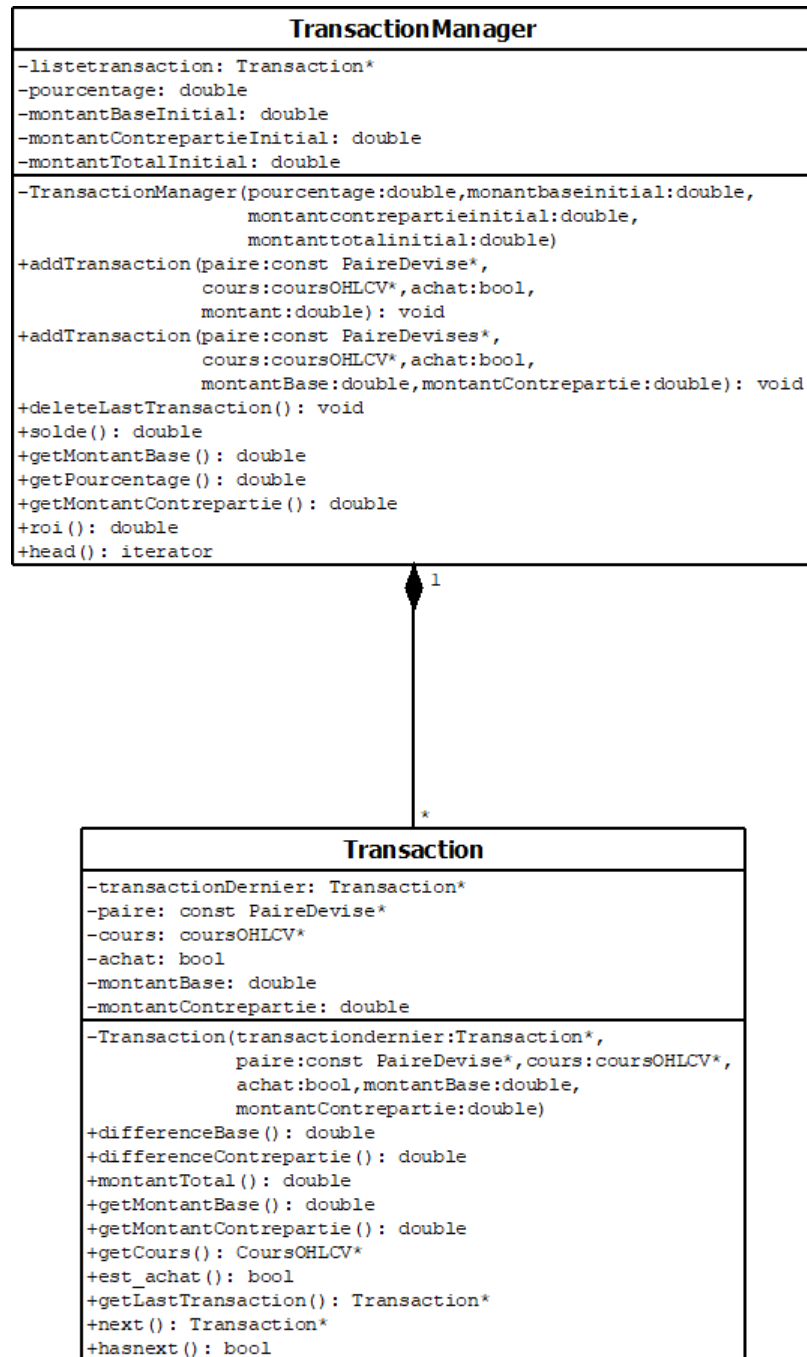 TransactionManager
-listetransaction: Transaction*
-pourcentage: double
-montantBaseInitial: double
-montantContrepartieInitial: double
-montantTotalInitial: double
-TransactionManager(pourcentage:double,monantbaseinitial:double,
montantcontrepartieinitial:double,
montanttotalinitial:double)
+addTransaction(paire:const PaireDevise*,
cours:coursOHLCV*,achat:bool,
montant:double): void
+addTransaction(paire:const PaireDevises*,
cours:coursOHLCV*,achat:bool,
montantBase:double,montantContrepartie:double): void
+deleteLastTransaction(): void
+solde(): double
+getMontantBase(): double
+getPourcentage(): double
+getMontantContrepartie(): double
+roi(): double
+head(): iterator
1
*
Transaction
-transactionDernier: Transaction*
-paire: const PaireDevise*
-cours: coursOHLCV*
-achat: bool
-montantBase: double
-montantContrepartie: double
-Transaction(transactiondernier:Transaction*,
paire:const PaireDevise*,cours:coursOHLCV*,
achat:bool,montantBase:double,
montantContrepartie:double)
+differenceBase(): double
+differenceContrepartie(): double
+montantTotal(): double
+getMontantBase(): double
+getMontantContrepartie(): double
+getCours(): CoursOHLCV*
+est_achat(): bool
+getLastTransaction(): Transaction*
+next(): Transaction*
+hasnext(): bool